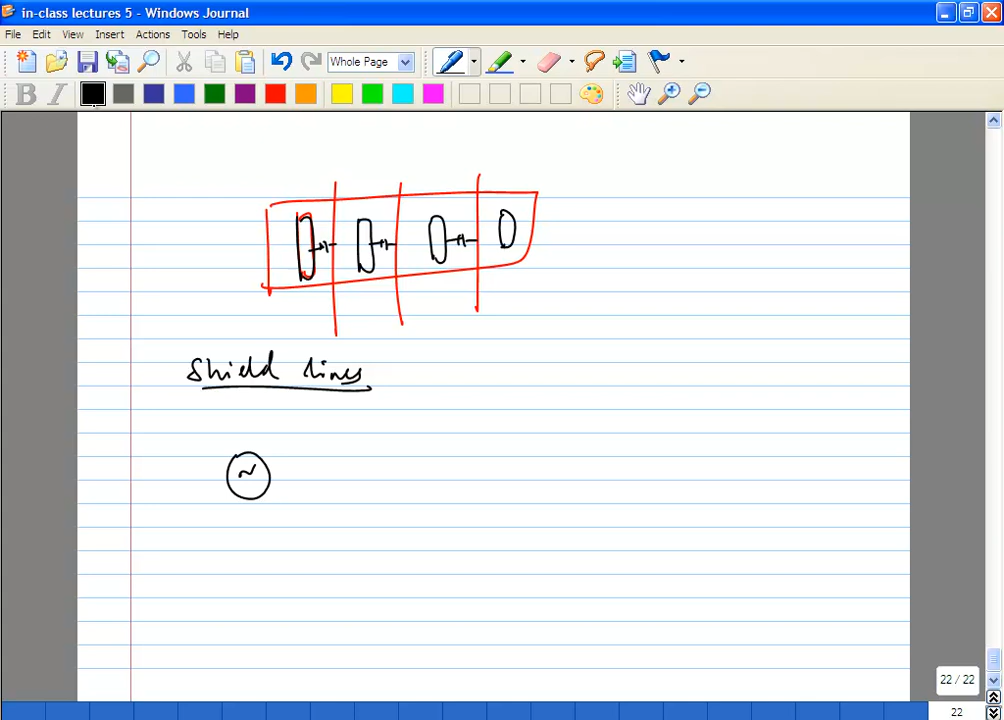 in-class lectures 5 - Windows Journal
File Edit View Insert Actions Tools Help
Whole Page
B I
Shield lines
~
22 / 22
22